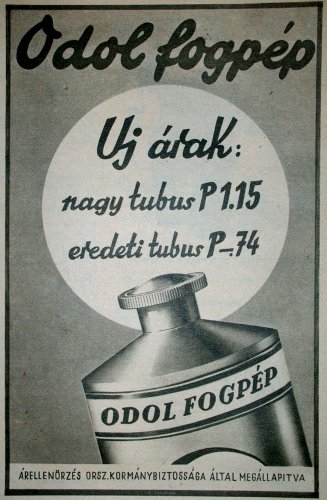 Odol fogpép
Uj árak:
nagy tubus P 1.15
eredeti tubus P-.74
ODOL FOGPÉP
ÁRELLENŐRZÉS ORSZ. KORMÁNYBIZTOSSÁGA ÁLTAL MEGÁLLAPITVA